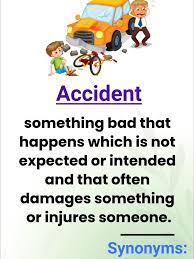 Accident
something bad that
happens which is not
expected or intended
and that often
damages something
or injures someone.
Synonyms: